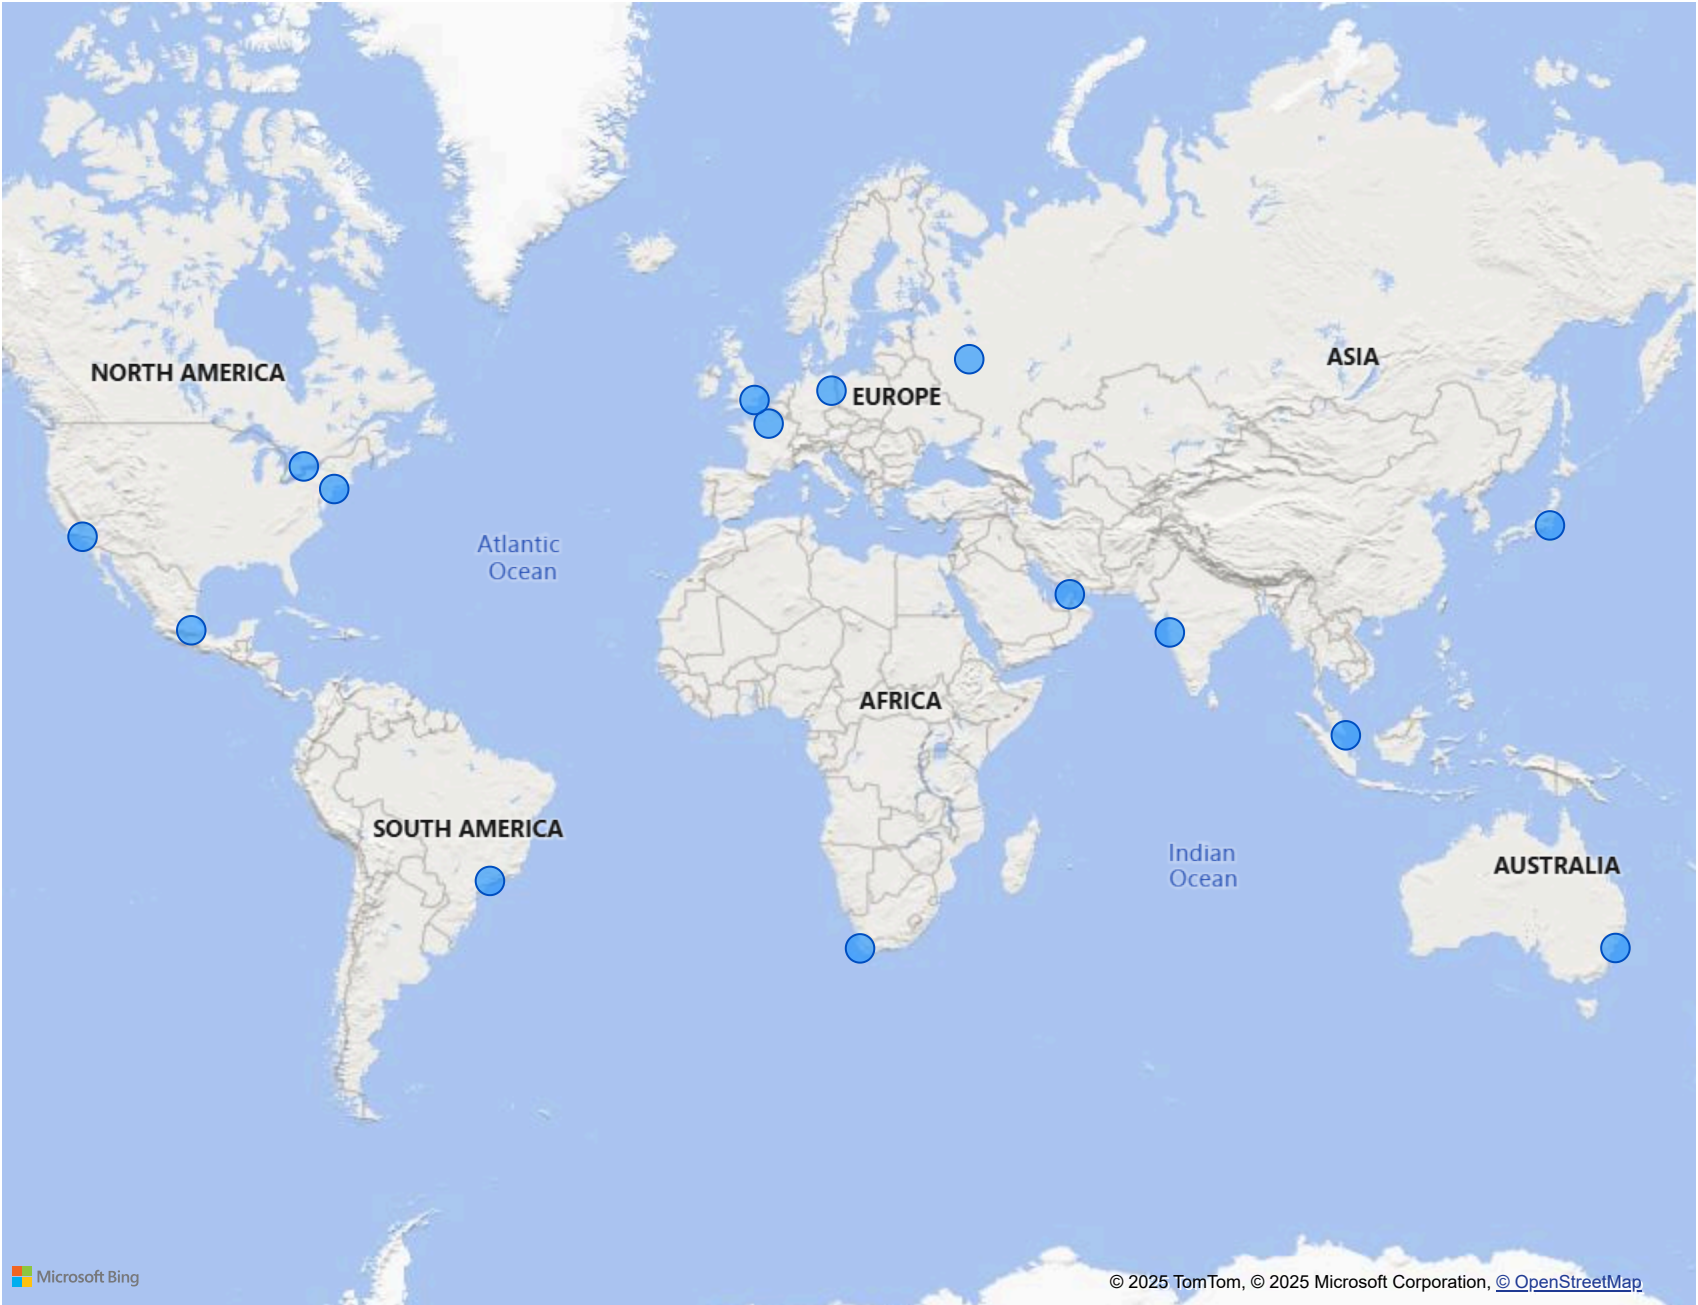 ASIA
NORTH AMERICA
EUROPE
Atlantic
Ocean
AFRICA
SOUTH AMERICA
Indian
Ocean
AUSTRALIA
Microsoft Bing
© 2025 TomTom, © 2025 Microsoft Corporation, © OpenStreetMap